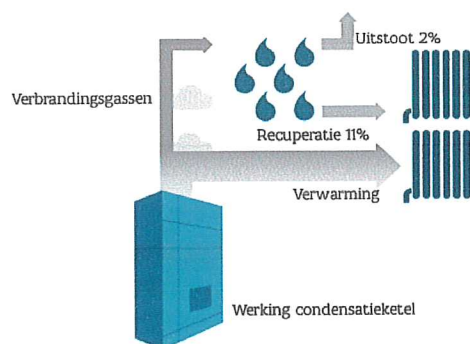 Uitstoot 2%
Verbrandingsgassen
Recuperatie 11%
Verwarming
Werking condensatieketel